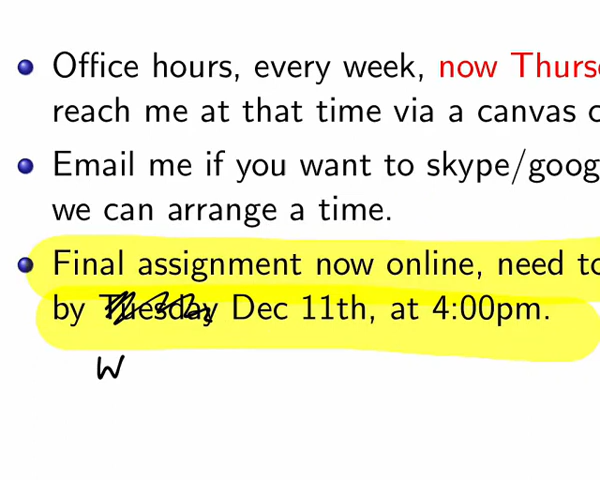 Office hours, every week, now Thurs
reach me at that time via a canvas c
Email me if you want to skype/goog
we can arrange a time.
Final assignment now online, need to
by Tuesday Dec 11th, at 4:00pm.
W